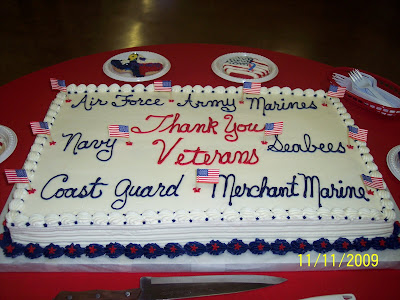 Air Force Army Marines
Thank You
Navy Seabees
Veterans
Coast Guard Merchant Marine
11/11/2009